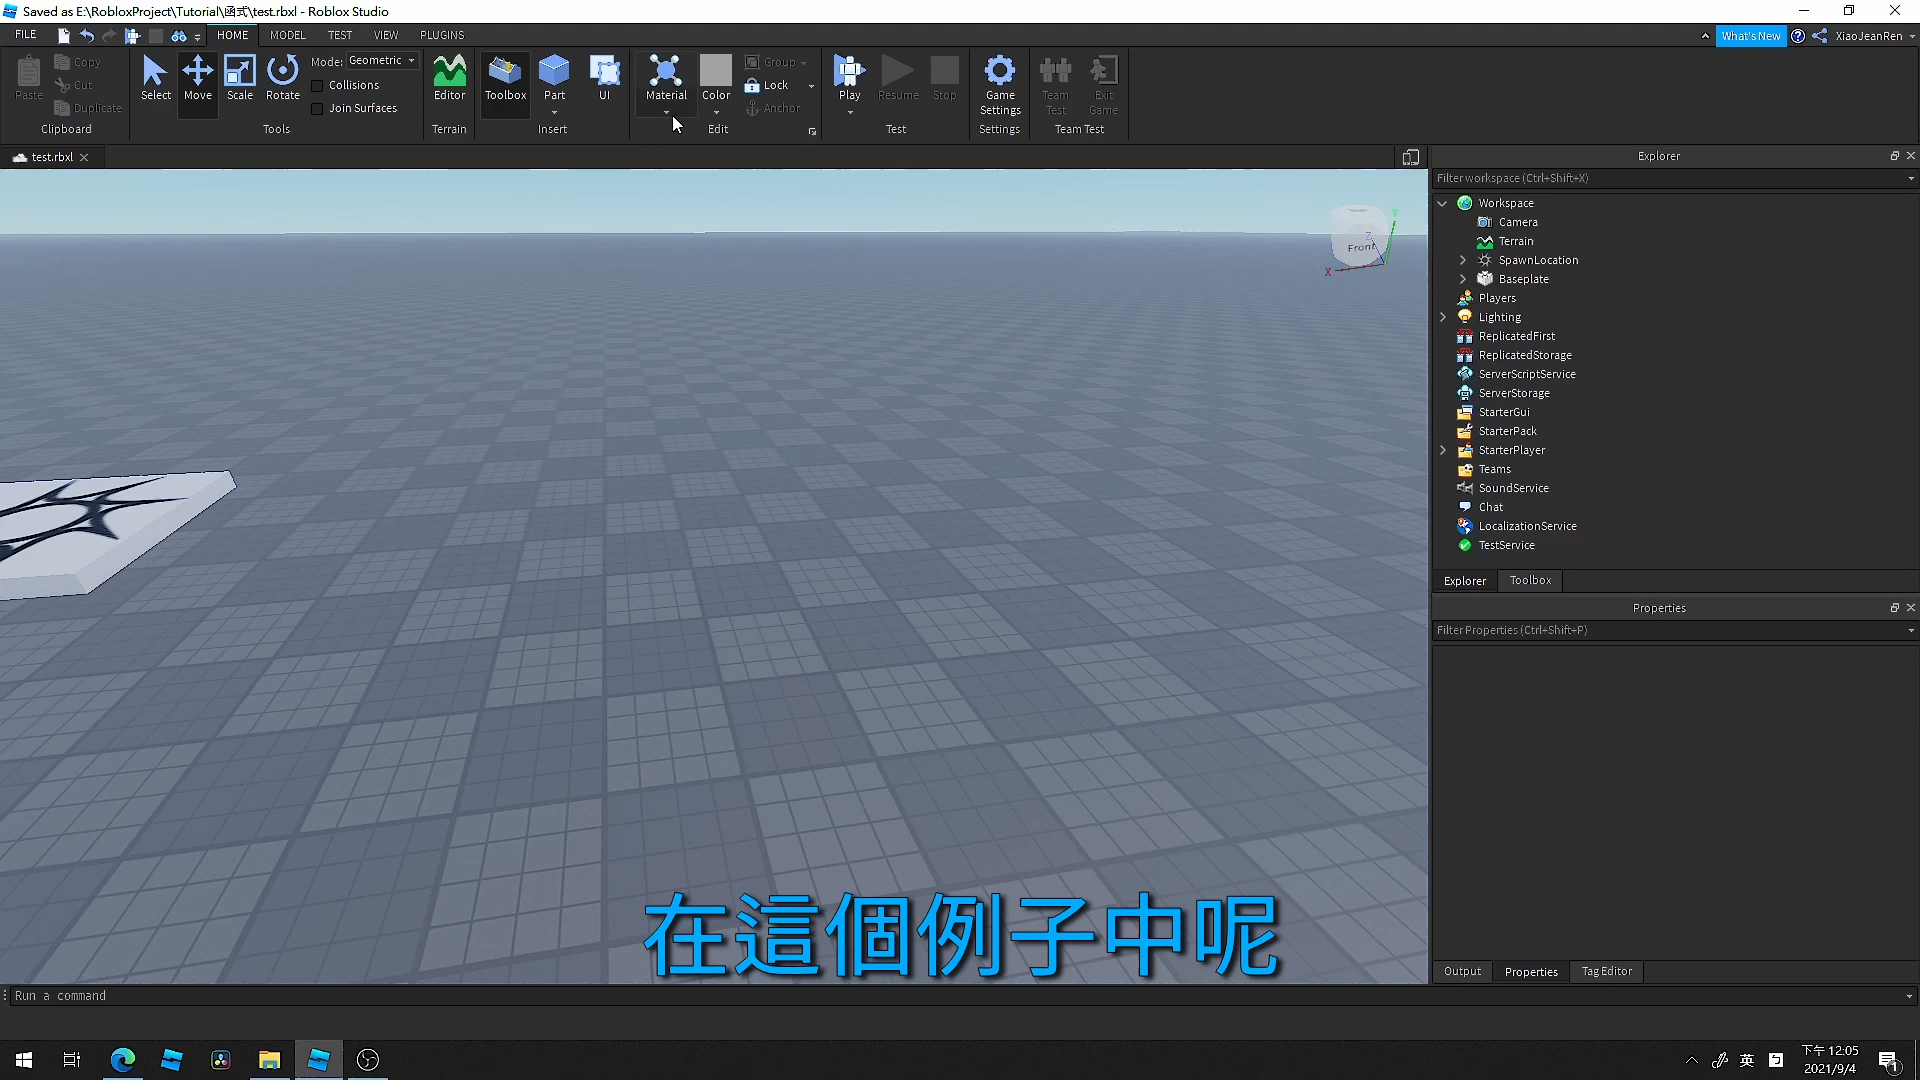 Saved as E:\RobloxProject\Tutorial\函式\test.rbxl - Roblox Studio
FILE HOME MODEL TEST VIEW PLUGINS What's New XiaoJeanRen
Paste Copy Cut Duplicate Clipboard
Select Move Scale Rotate Mode: Geometric Collisions Join Surfaces Tools
Editor Terrain
Toolbox Part UI Insert
Material Color Group Lock Anchor Edit
Play Resume Stop Test
Game Settings Settings
Team Test Exit Game Team Test
test.rbxl
Front
X
Y
Z
Explorer
Filter workspace (Ctrl+Shift+X)
Workspace
Camera
Terrain
SpawnLocation
Baseplate
Players
Lighting
ReplicatedFirst
ReplicatedStorage
ServerScriptService
ServerStorage
StarterGui
StarterPack
StarterPlayer
Teams
SoundService
Chat
LocalizationService
TestService
Explorer Toolbox
Properties
Filter Properties (Ctrl+Shift+P)
在這個例子中呢
Output Properties Tag Editor
Run a command
英
下午 12:05
2021/9/4
1